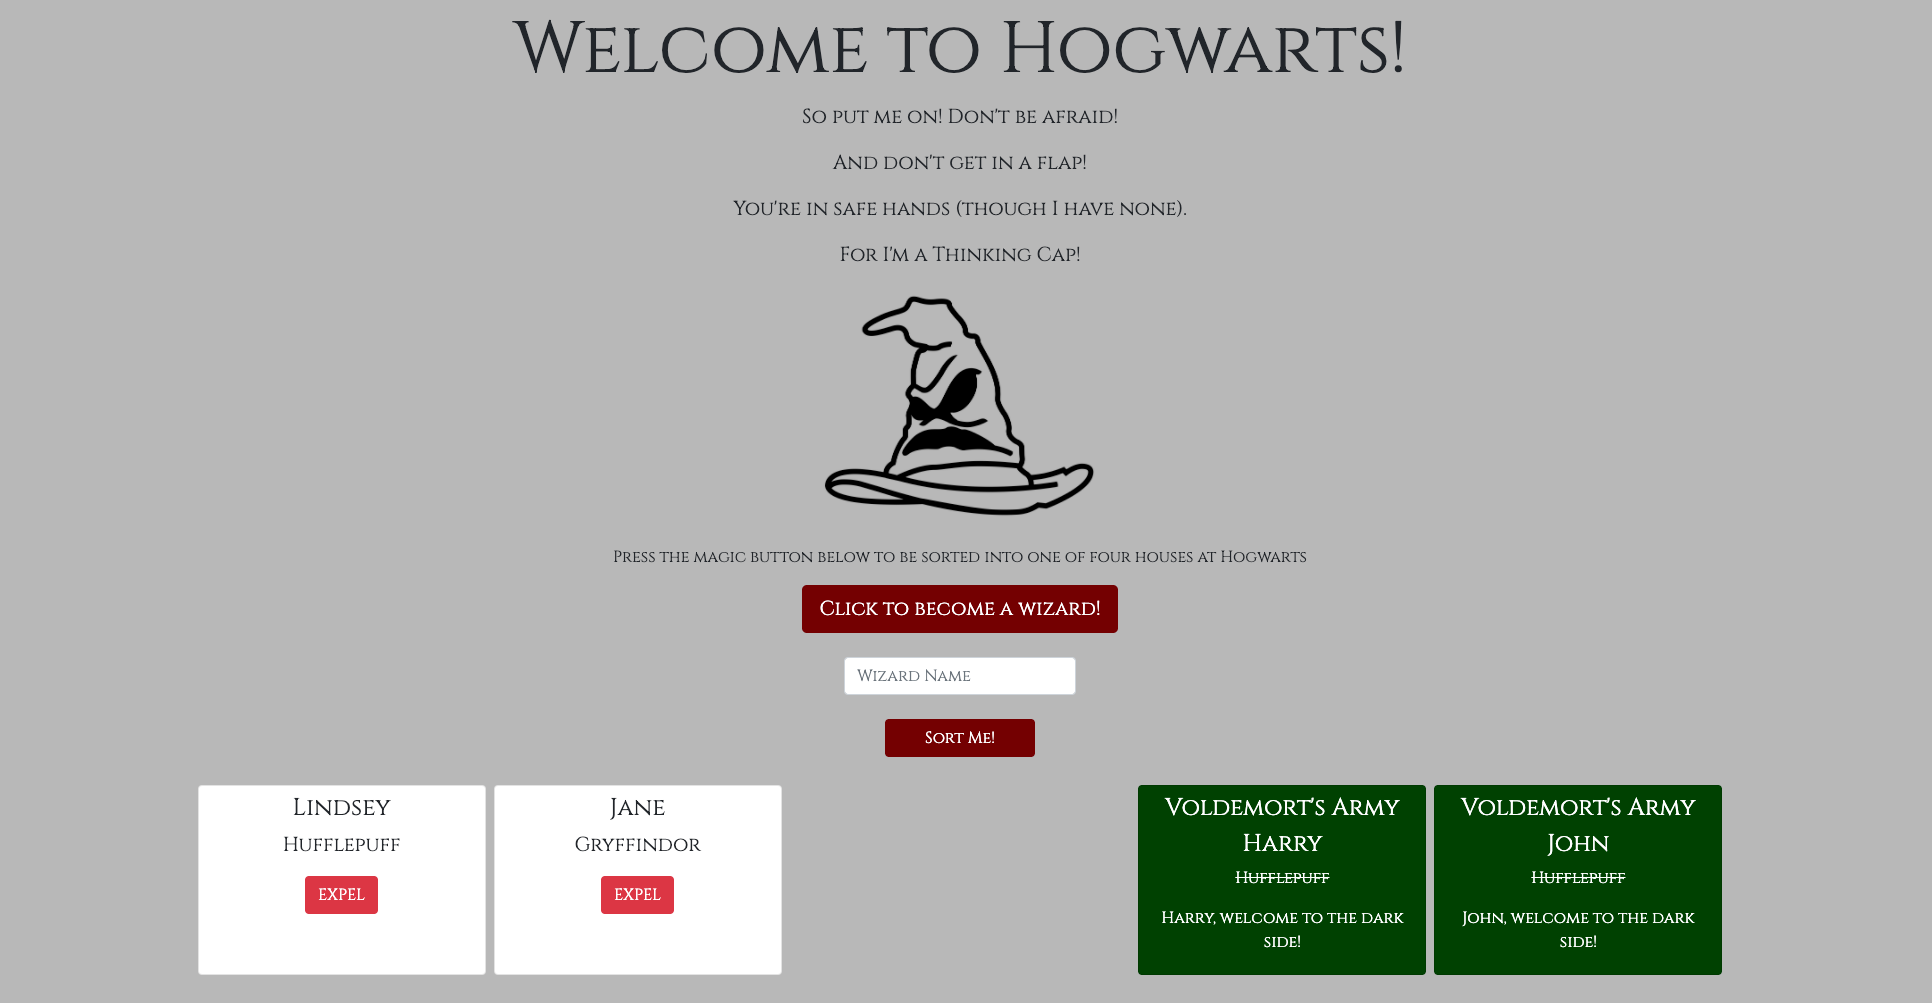 Welcome to Hogwarts!
So put me on! Don't be afraid!
And don't get in a flap!
You're in safe hands (though I have none).
For I'm a Thinking Cap!
Press the magic button below to be sorted into one of four houses at Hogwarts
Click to become a wizard!
Wizard Name
Sort Me!
Lindsey
Hufflepuff
EXPEL
Jane
Gryffindor
EXPEL
Voldemort's Army
Harry
Hufflepuff
Harry, welcome to the dark
side!
Voldemort's Army
John
Hufflepuff
John, welcome to the dark
side!